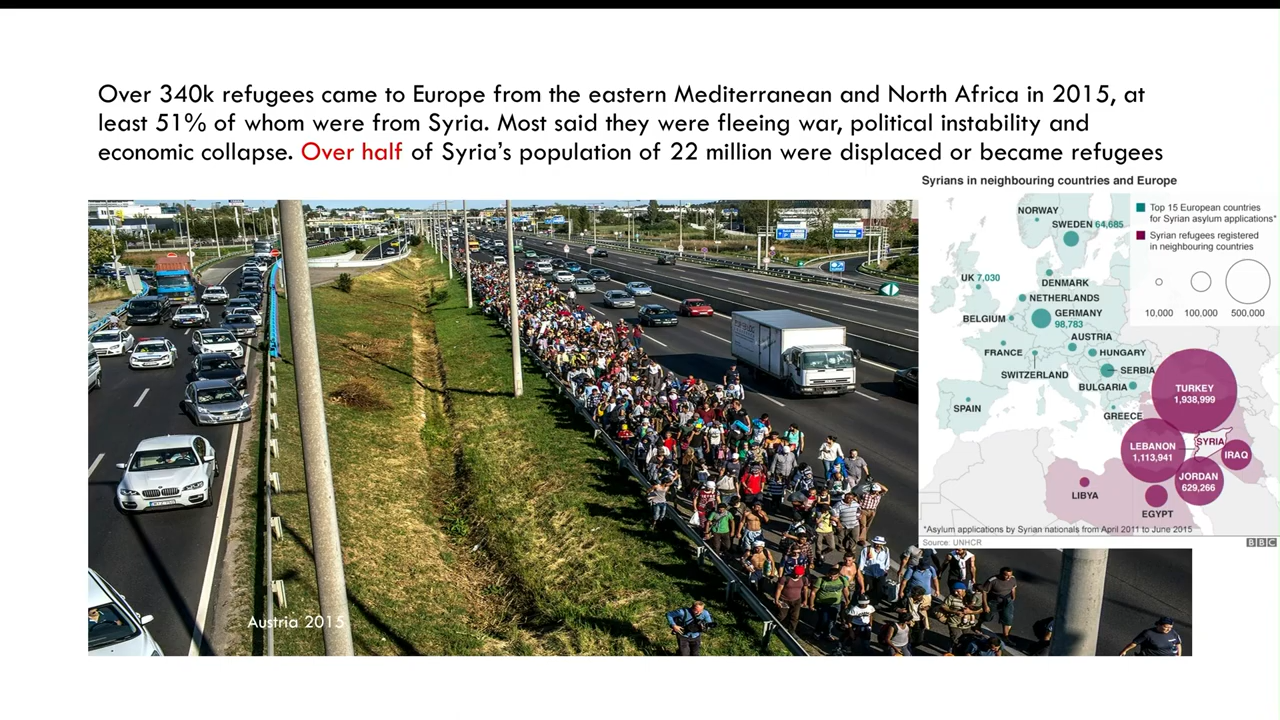 Over 340k refugees came to Europe from the eastern Mediterranean and North Africa in 2015, at
least 51% of whom were from Syria. Most said they were fleeing war, political instability and
economic collapse. Over half of Syria's population of 22 million were displaced or became refugees
Syrians in neighbouring countries and Europe
Top 15 European countries
for Syrian asylum applications*
Syrian refugees registered
in neighbouring countries
10,000 100,000 500,000
NORWAY
SWEDEN 64,685
UK 7,030
DENMARK
NETHERLANDS
BELGIUM
GERMANY
98,783
AUSTRIA
FRANCE
HUNGARY
SWITZERLAND
SERBIA
BULGARIA
SPAIN
GREECE
TURKEY
1,938,999
LEBANON
1,113,941
SYRIA
IRAQ
JORDAN
629,266
LIBYA
EGYPT
*Asylum applications by Syrian nationals from April 2011 to June 2015
Source: UNHCR
BBC
Austria 2015